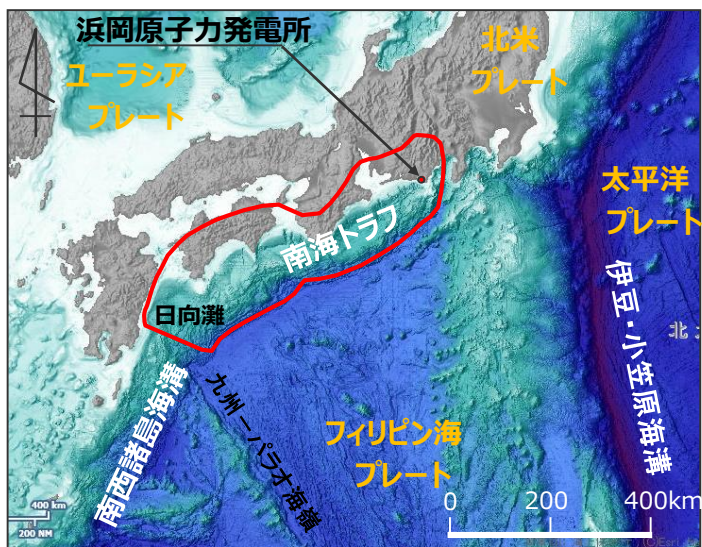 浜岡原子力発電所
北米
プレート
ユーラシア
プレート
太平洋
プレート
南海トラフ
日向灘
伊豆・小笠原海溝
北
南西諸島海溝
九州－パラオ海嶺
フィリピン海
プレート
0 200 400km
400 km
200 NM
(C)Esri